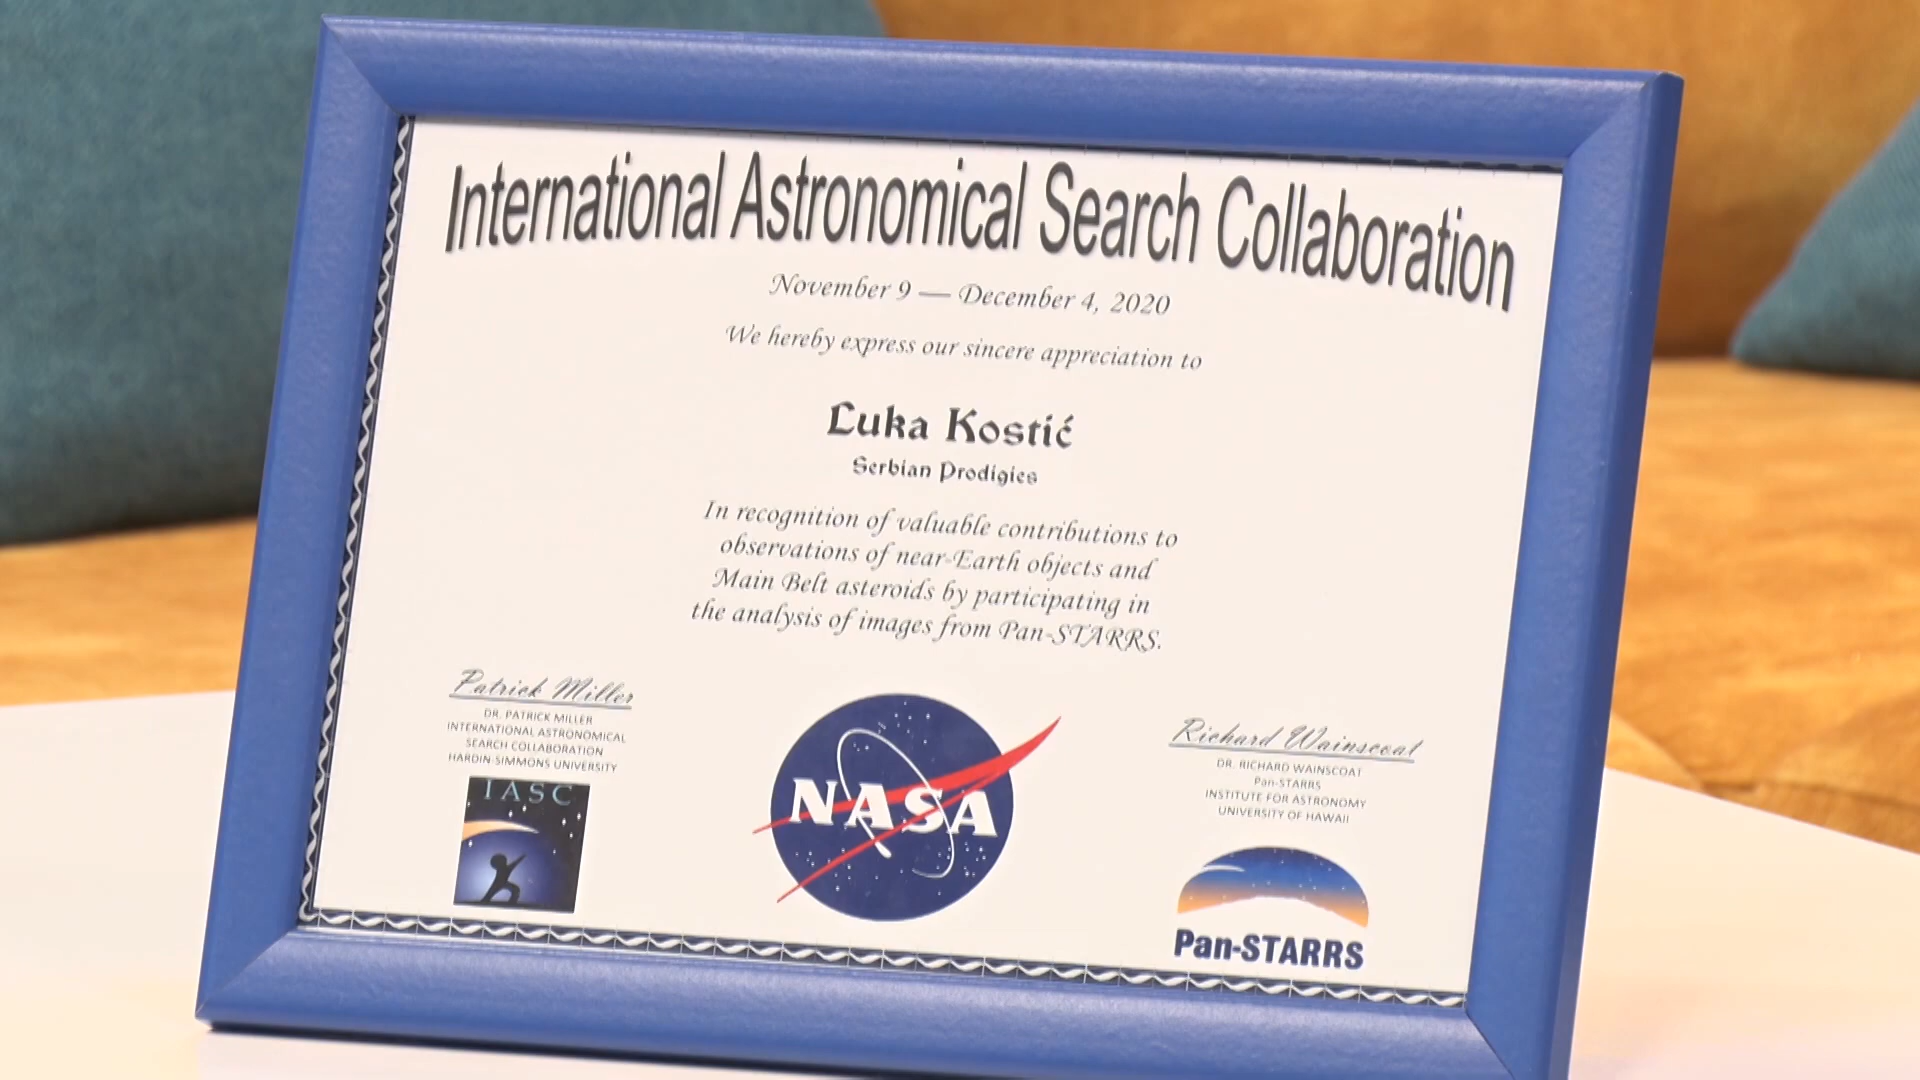 International Astronomical Search Collaboration
November 9 — December 4, 2020
We hereby express our sincere appreciation to
Luka Kostić
Serbian Prodigies
In recognition of valuable contributions to
observations of near-Earth objects and
Main Belt asteroids by participating in
the analysis of images from Pan-STARRS.
Patrick Miller
DR. PATRICK MILLER
INTERNATIONAL ASTRONOMICAL
SEARCH COLLABORATION
HARDIN-SIMMONS UNIVERSITY
IASC
NASA
Richard Wainscoat
DR. RICHARD WAINSCOAT
Pan-STARRS
INSTITUTE FOR ASTRONOMY
UNIVERSITY OF HAWAII
Pan-STARRS